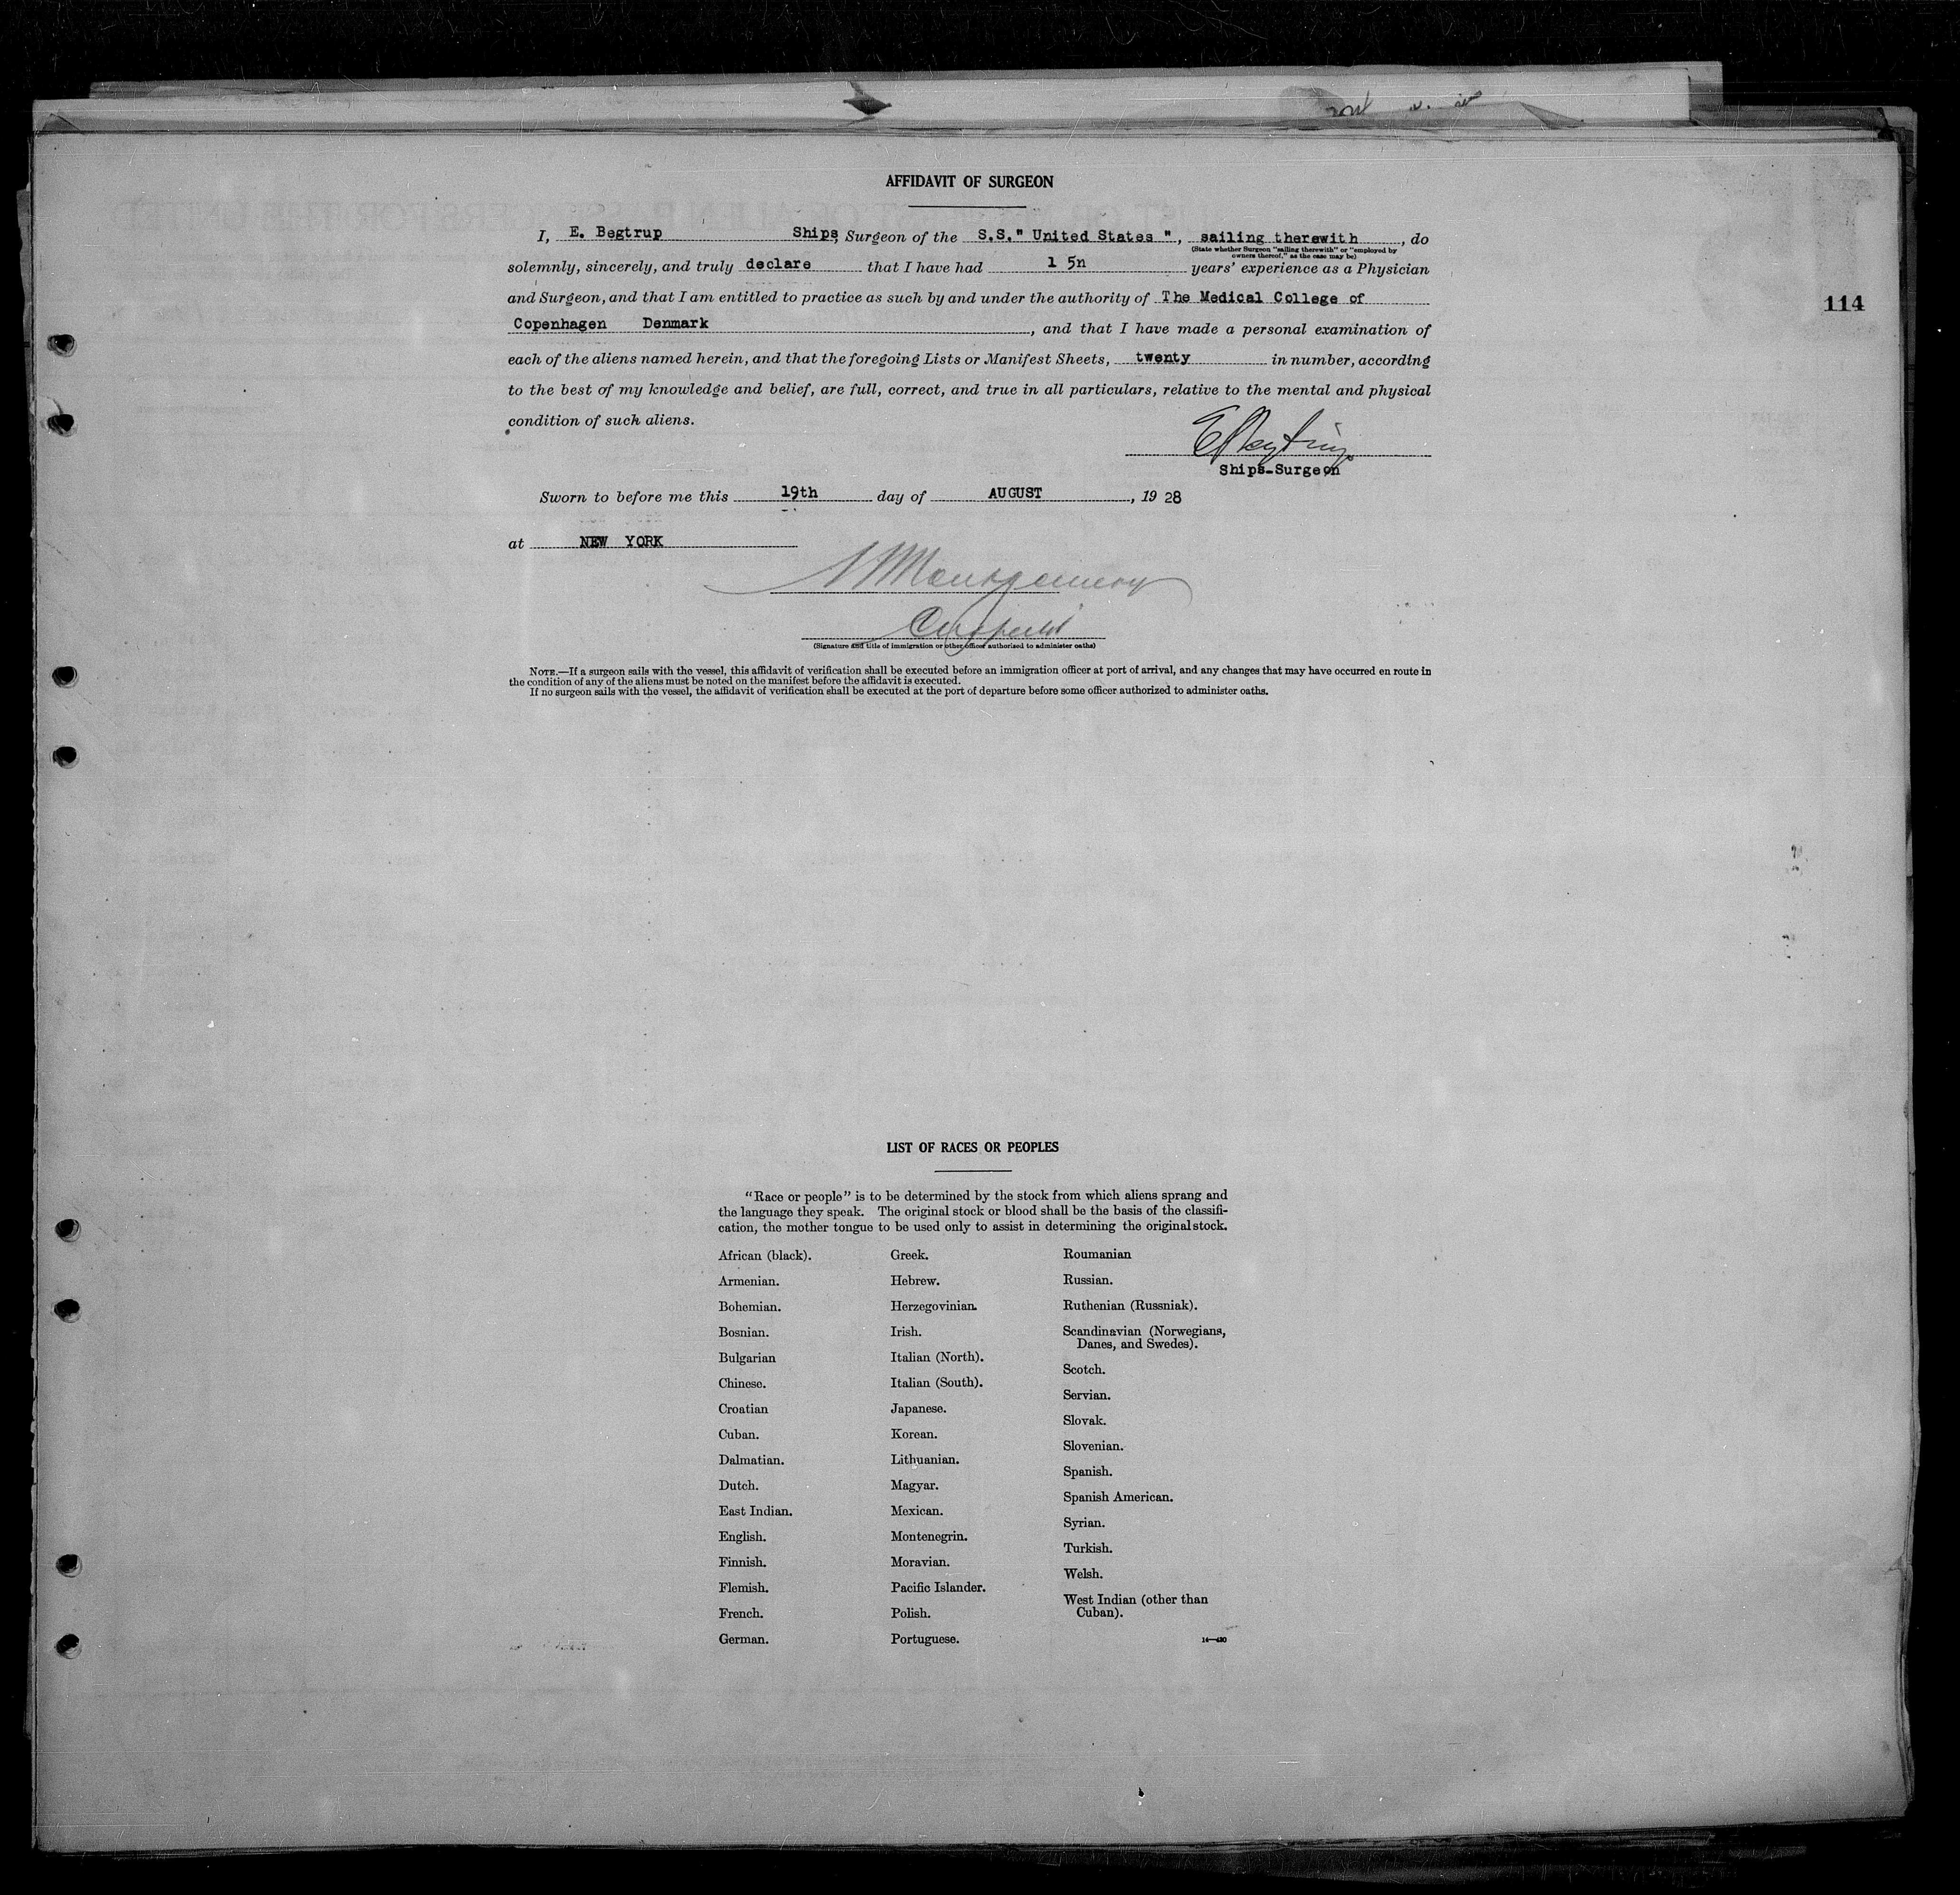 AFFIDAVIT OF SURGEON
I, E. Begtrup Ships, Surgeon of the S.S." United States ", sailing therewith, do
(State whether Surgeon "sailing therewith" or "employed by
owners thereof," as the case may be)
solemnly, sincerely, and truly declare that I have had 1 5n years' experience as a Physician
114
and Surgeon, and that I am entitled to practice as such by and under the authority of The Medical College of
Copenhagen Denmark, and that I have made a personal examination of
each of the aliens named herein, and that the foregoing Lists or Manifest Sheets, twenty in number, according
to the best of my knowledge and belief, are full, correct, and true in all particulars, relative to the mental and physical
condition of such aliens.
Ships-Surgeon
Sworn to before me this 19th day of AUGUST, 19 28
at NEW YORK
Montgomery
(Signature and title of immigration or other officer authorized to administer oaths)
NOTE.—If a surgeon sails with the vessel, this affidavit of verification shall be executed before an immigration officer at port of arrival, and any changes that may have occurred en route in
the condition of any of the aliens must be noted on the manifest before the affidavit is executed.
If no surgeon sails with the vessel, the affidavit of verification shall be executed at the port of departure before some officer authorized to administer oaths.
LIST OF RACES OR PEOPLES
"Race or people" is to be determined by the stock from which aliens sprang and
the language they speak. The original stock or blood shall be the basis of the classifi-
cation, the mother tongue to be used only to assist in determining the original stock.
African (black).
Armenian.
Bohemian.
Bosnian.
Bulgarian
Chinese.
Croatian
Cuban.
Dalmatian.
Dutch.
East Indian.
English.
Finnish.
Flemish.
French.
German.
Greek.
Hebrew.
Herzegovinian.
Irish.
Italian (North).
Italian (South).
Japanese.
Korean.
Lithuanian.
Magyar.
Mexican.
Montenegrin.
Moravian.
Pacific Islander.
Polish.
Portuguese.
Roumanian
Russian.
Ruthenian (Russniak).
Scandinavian (Norwegians,
Danes, and Swedes).
Scotch.
Servian.
Slovak.
Slovenian.
Spanish.
Spanish American.
Syrian.
Turkish.
Welsh.
West Indian (other than
Cuban).
14—430